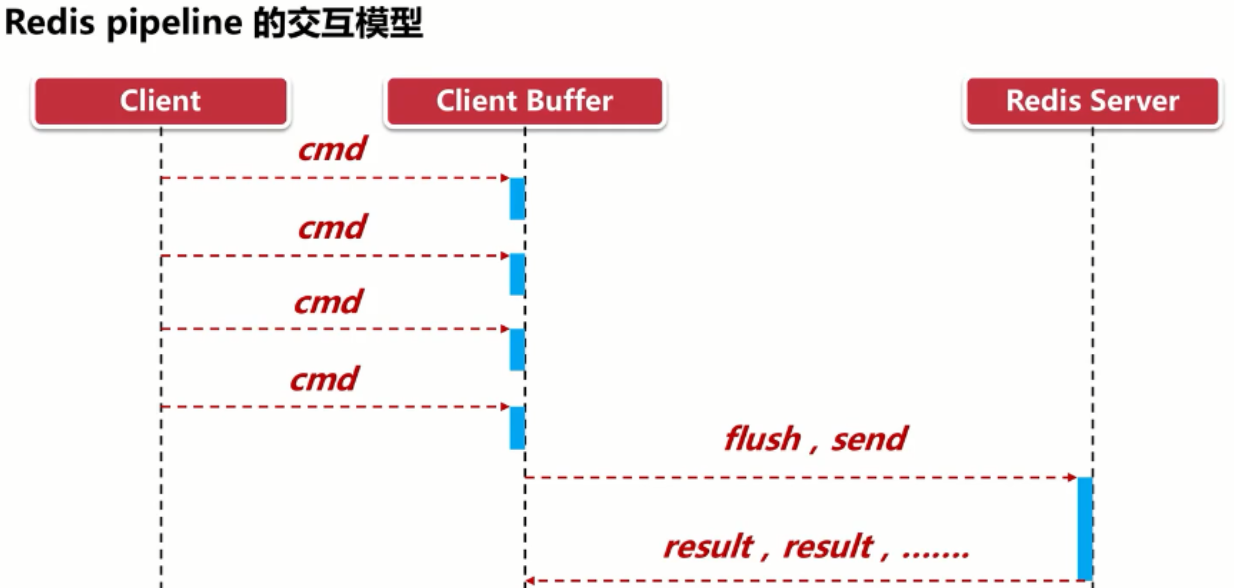 Redis pipeline 的交互模型
Client
Client Buffer
Redis Server
cmd
cmd
cmd
cmd
flush , send
result , result , .......